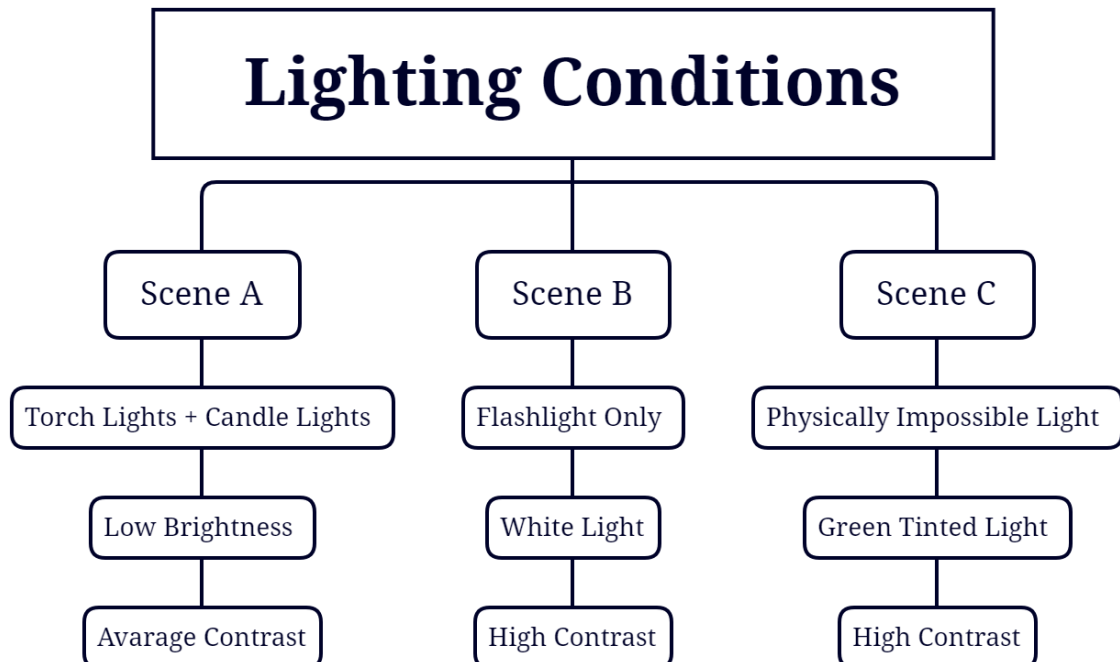 Lighting Conditions
Scene A
Scene B
Scene C
Torch Lights + Candle Lights
Flashlight Only
Physically Impossible Light
Low Brightness
White Light
Green Tinted Light
Avarage Contrast
High Contrast
High Contrast